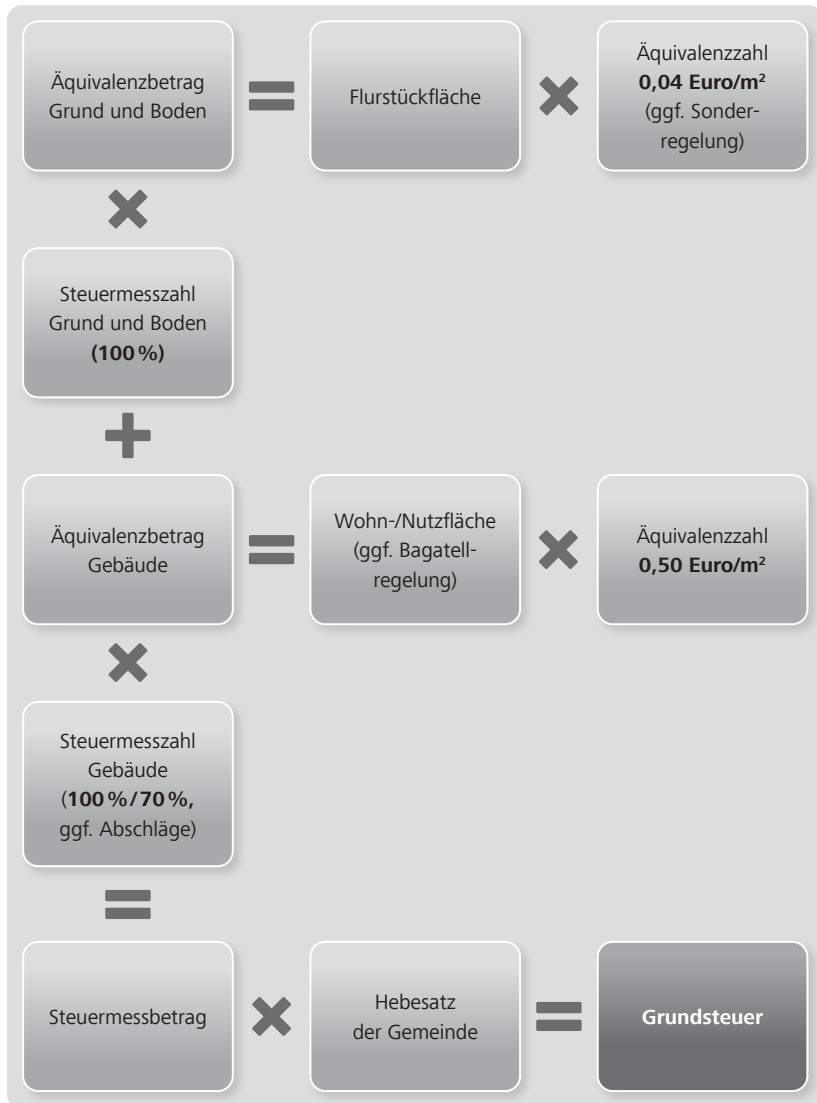 Äquivalenzbetrag
Grund und Boden
=
Flurstückfläche
×
Äquivalenzzahl
0,04 Euro/m²
(ggf. Sonder-
regelung)
×
Steuermesszahl
Grund und Boden
(100 %)
+
Äquivalenzbetrag
Gebäude
=
Wohn-/Nutzfläche
(ggf. Bagatell-
regelung)
×
Äquivalenzzahl
0,50 Euro/m²
×
Steuermesszahl
Gebäude
(100 % / 70 %,
ggf. Abschläge)
=
Steuermessbetrag
×
Hebesatz
der Gemeinde
=
Grundsteuer